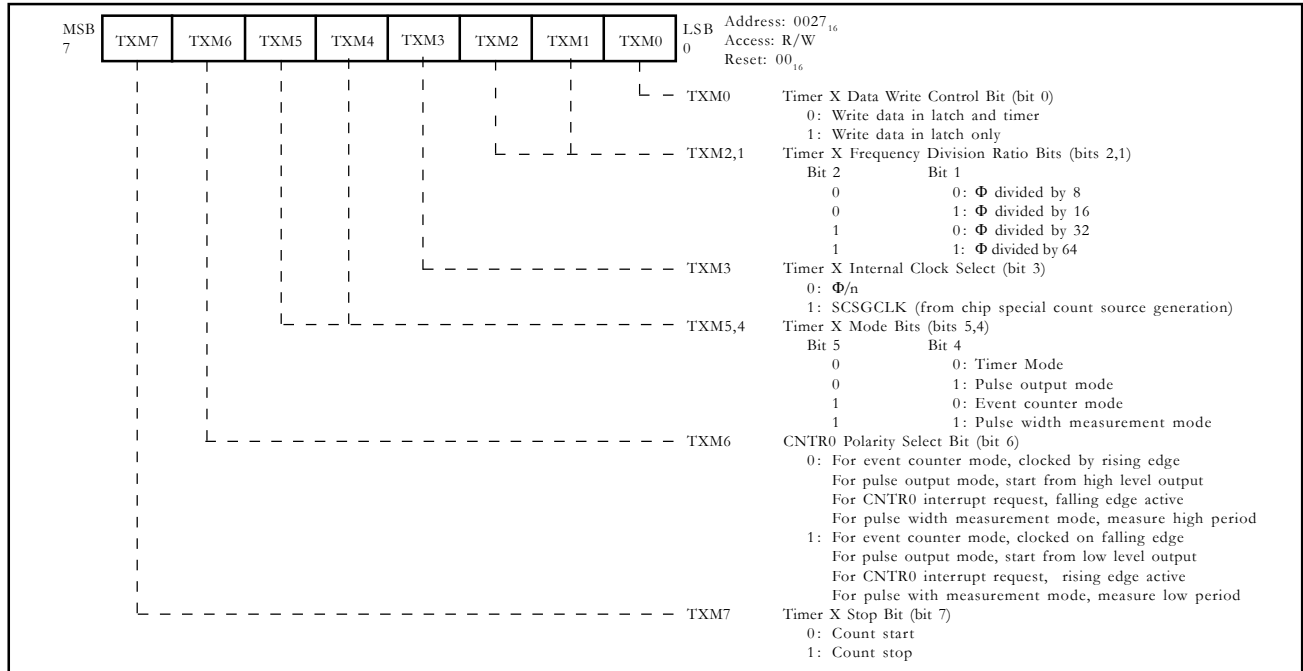 MSB 7 TXM7 TXM6 TXM5 TXM4 TXM3 TXM2 TXM1 TXM0 LSB 0
Address: 0027₁₆
Access: R/W
Reset: 00₁₆
TXM0 Timer X Data Write Control Bit (bit 0)
0: Write data in latch and timer
1: Write data in latch only
TXM2,1 Timer X Frequency Division Ratio Bits (bits 2,1)
Bit 2 Bit 1
0 0: Φ divided by 8
0 1: Φ divided by 16
1 0: Φ divided by 32
1 1: Φ divided by 64
TXM3 Timer X Internal Clock Select (bit 3)
0: Φ/n
1: SCSGCLK (from chip special count source generation)
TXM5,4 Timer X Mode Bits (bits 5,4)
Bit 5 Bit 4
0 0: Timer Mode
0 1: Pulse output mode
1 0: Event counter mode
1 1: Pulse width measurement mode
TXM6 CNTR0 Polarity Select Bit (bit 6)
0: For event counter mode, clocked by rising edge
For pulse output mode, start from high level output
For CNTR0 interrupt request, falling edge active
For pulse width measurement mode, measure high period
1: For event counter mode, clocked on falling edge
For pulse output mode, start from low level output
For CNTR0 interrupt request, rising edge active
For pulse with measurement mode, measure low period
TXM7 Timer X Stop Bit (bit 7)
0: Count start
1: Count stop